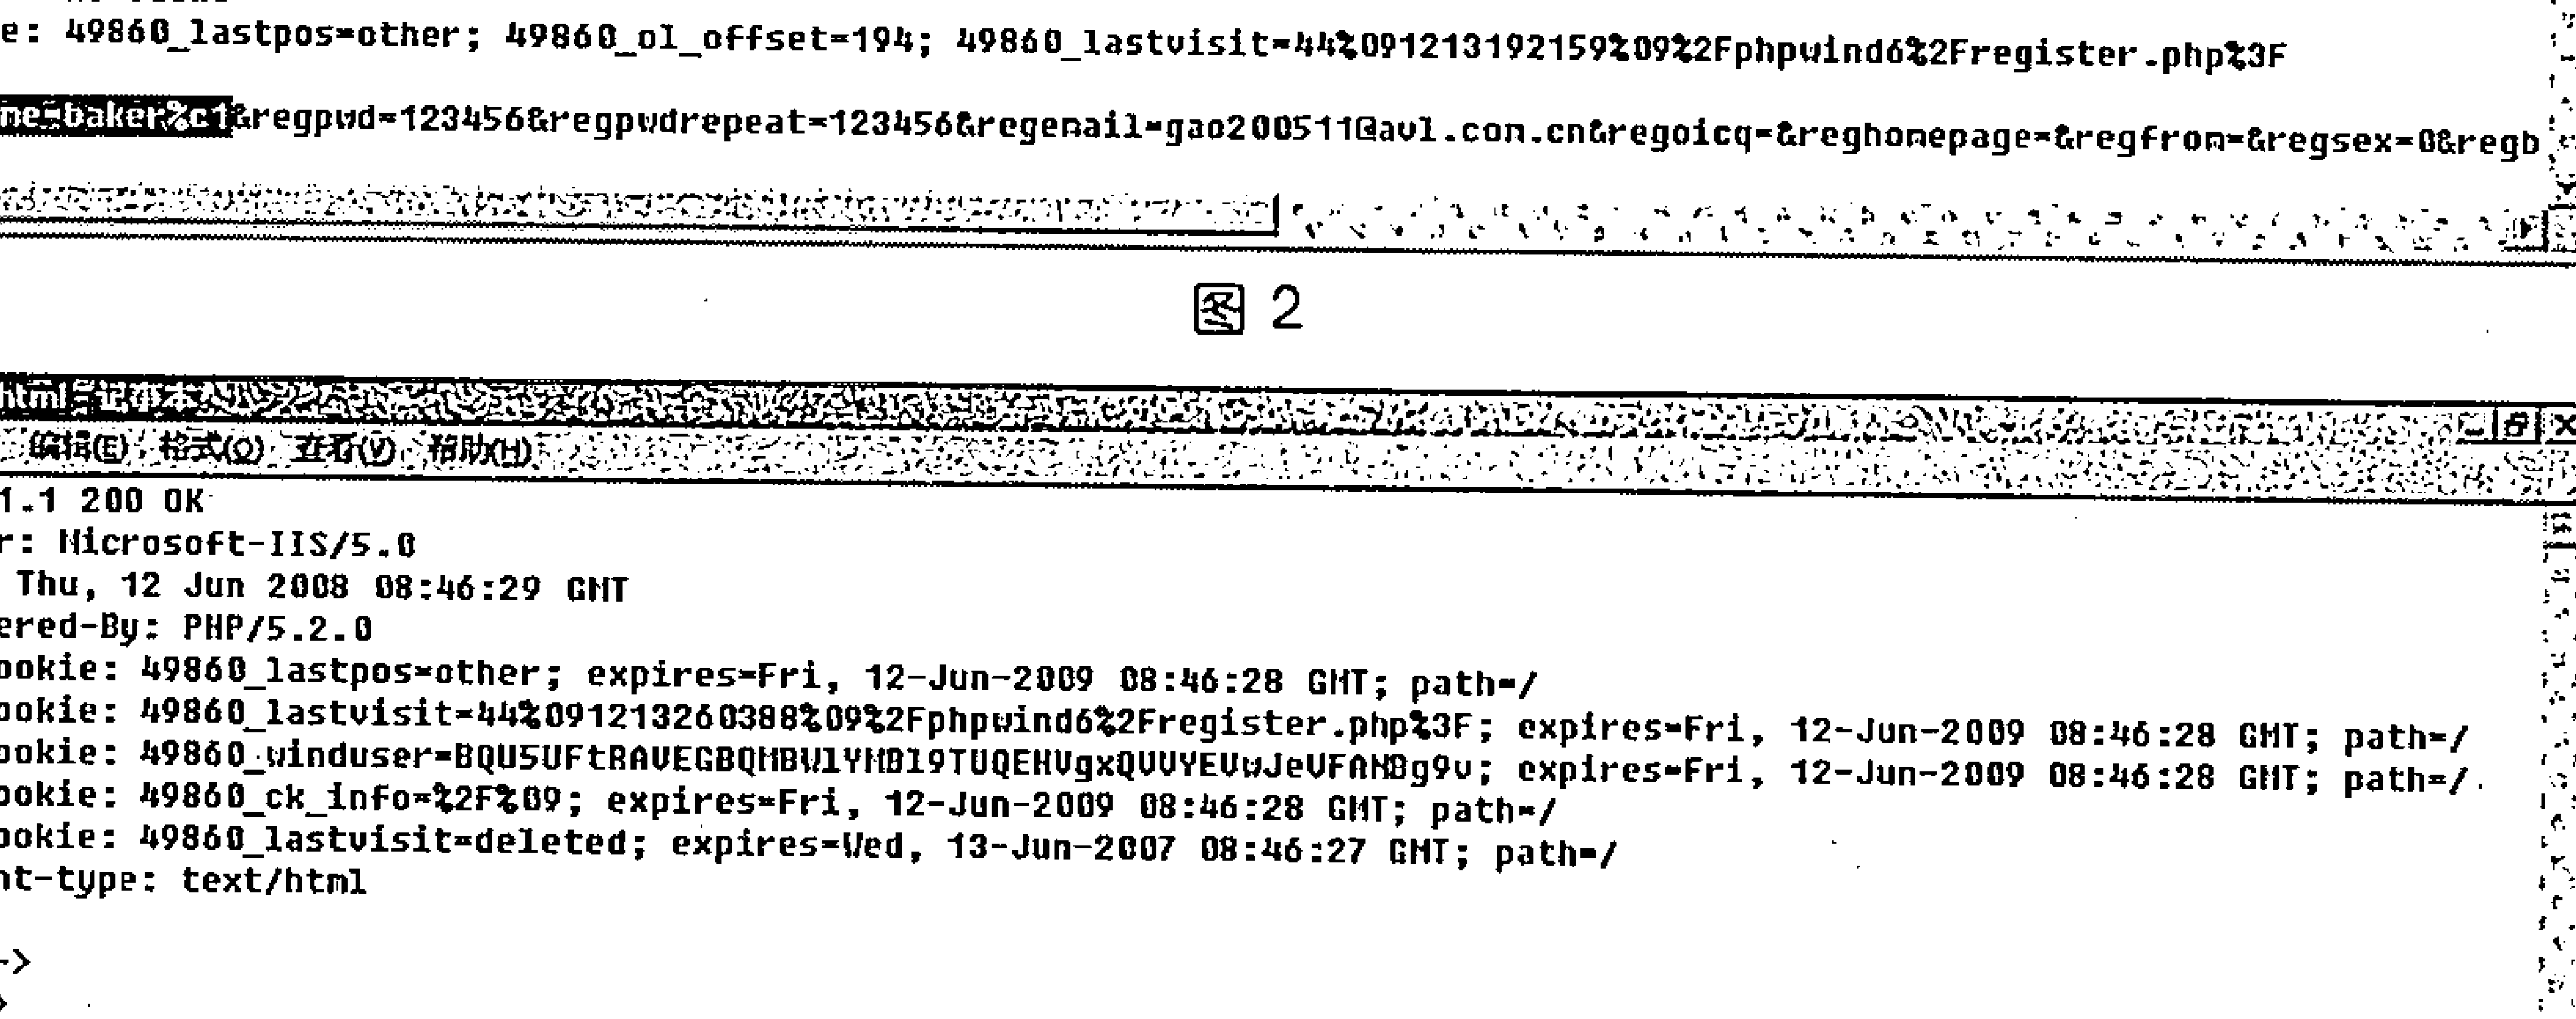 e: 49860_lastpos=other; 49860_ol_offset=194; 49860_lastvisit=44%091213192159%09%2Fphpwind6%2Fregister.php%3F
me=baker%c1&regpwd=123456&regpwdrepeat=123456&regemail=gao200511@avl.com.cn&regoicq=&reghomepage=&regfrom=&regsex=0&regb
图 2
html - 记事本
编辑(E) 格式(O) 查看(V) 帮助(H)
1.1 200 OK
r: Microsoft-IIS/5.0
Thu, 12 Jun 2008 08:46:29 GMT
ered-By: PHP/5.2.0
ookie: 49860_lastpos=other; expires=Fri, 12-Jun-2009 08:46:28 GMT; path=/
ookie: 49860_lastvisit=44%091213260388%09%2Fphpwind6%2Fregister.php%3F; expires=Fri, 12-Jun-2009 08:46:28 GMT; path=/
ookie: 49860_winduser=; expires=Fri, 12-Jun-2009 08:46:28 GMT; path=/
ookie: 49860_ck_info=%2F%09; expires=Fri, 12-Jun-2009 08:46:28 GMT; path=/
ookie: 49860_lastvisit=deleted; expires=Wed, 13-Jun-2007 08:46:27 GMT; path=/
nt-type: text/html
->
>